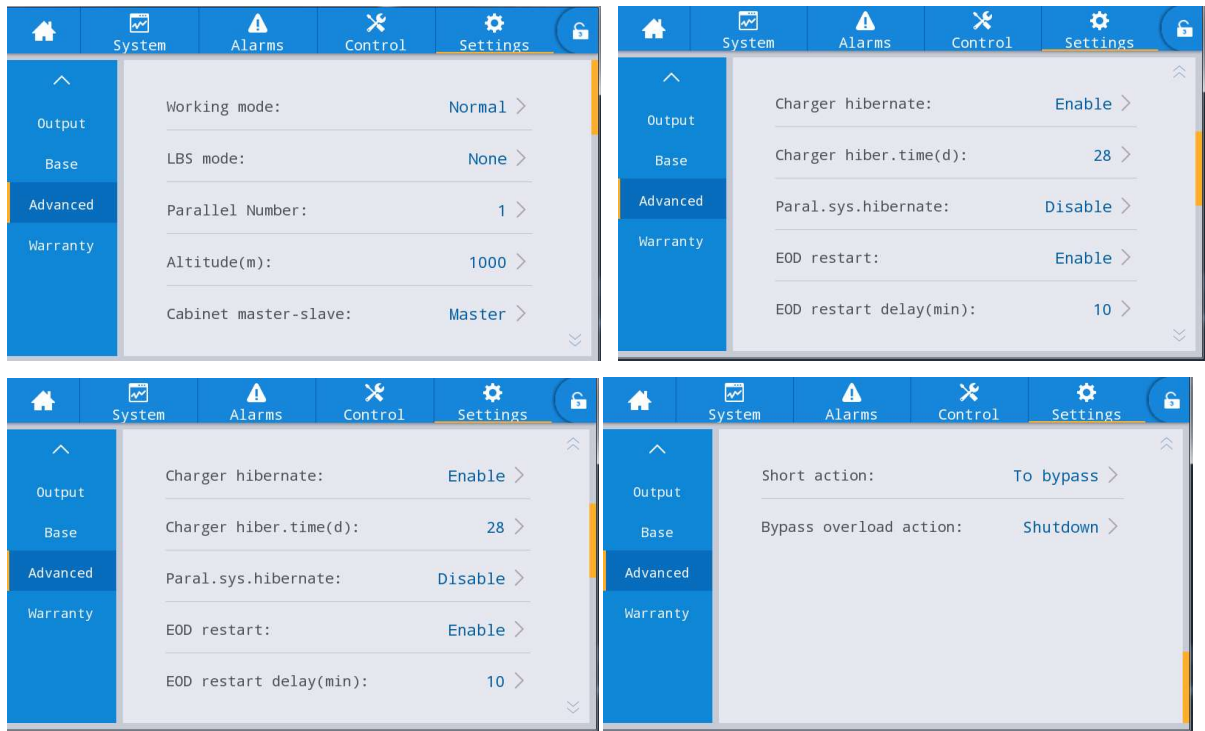 System Alarms Control Settings
Output
Base
Advanced
Warranty
Working mode: Normal
LBS mode: None
Parallel Number: 1
Altitude(m): 1000
Cabinet master-slave: Master
System Alarms Control Settings
Output
Base
Advanced
Warranty
Charger hibernate: Enable
Charger hiber.time(d): 28
Paral.sys.hibernate: Disable
EOD restart: Enable
EOD restart delay(min): 10
System Alarms Control Settings
Output
Base
Advanced
Warranty
Charger hibernate: Enable
Charger hiber.time(d): 28
Paral.sys.hibernate: Disable
EOD restart: Enable
EOD restart delay(min): 10
System Alarms Control Settings
Output
Base
Advanced
Warranty
Short action: To bypass
Bypass overload action: Shutdown